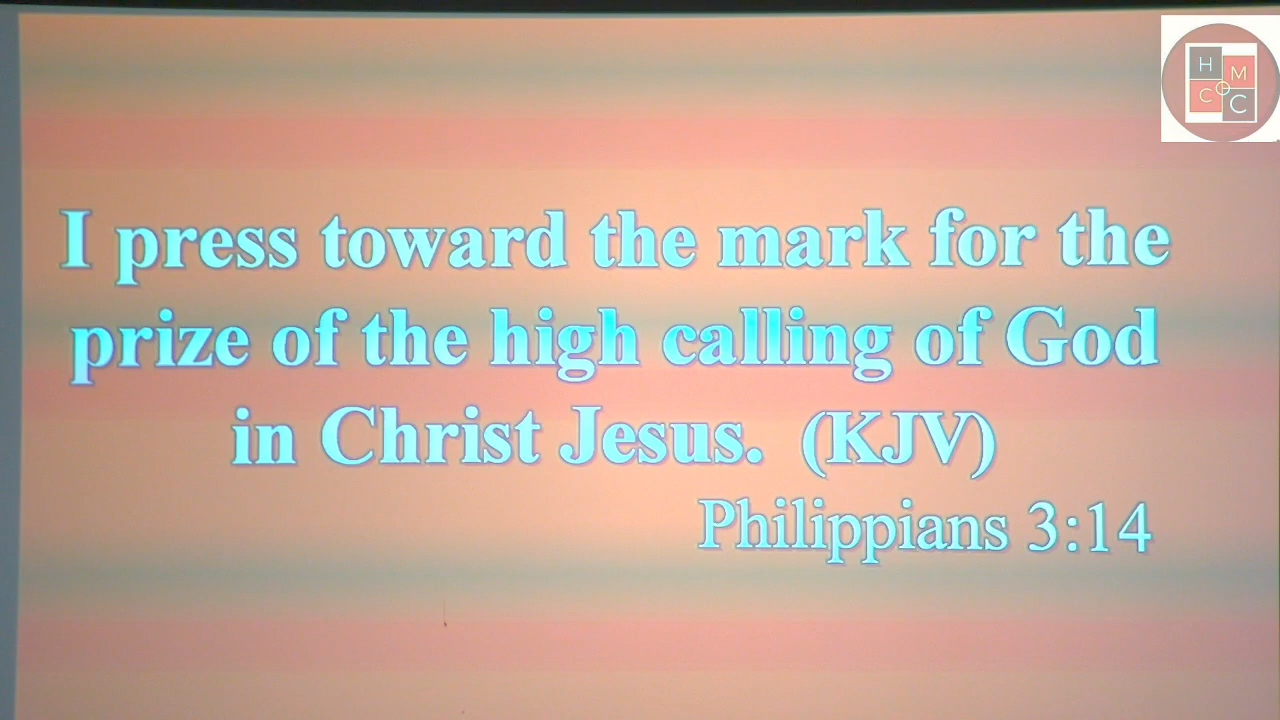 H M
C O C
I press toward the mark for the
prize of the high calling of God
in Christ Jesus. (KJV)
Philippians 3:14